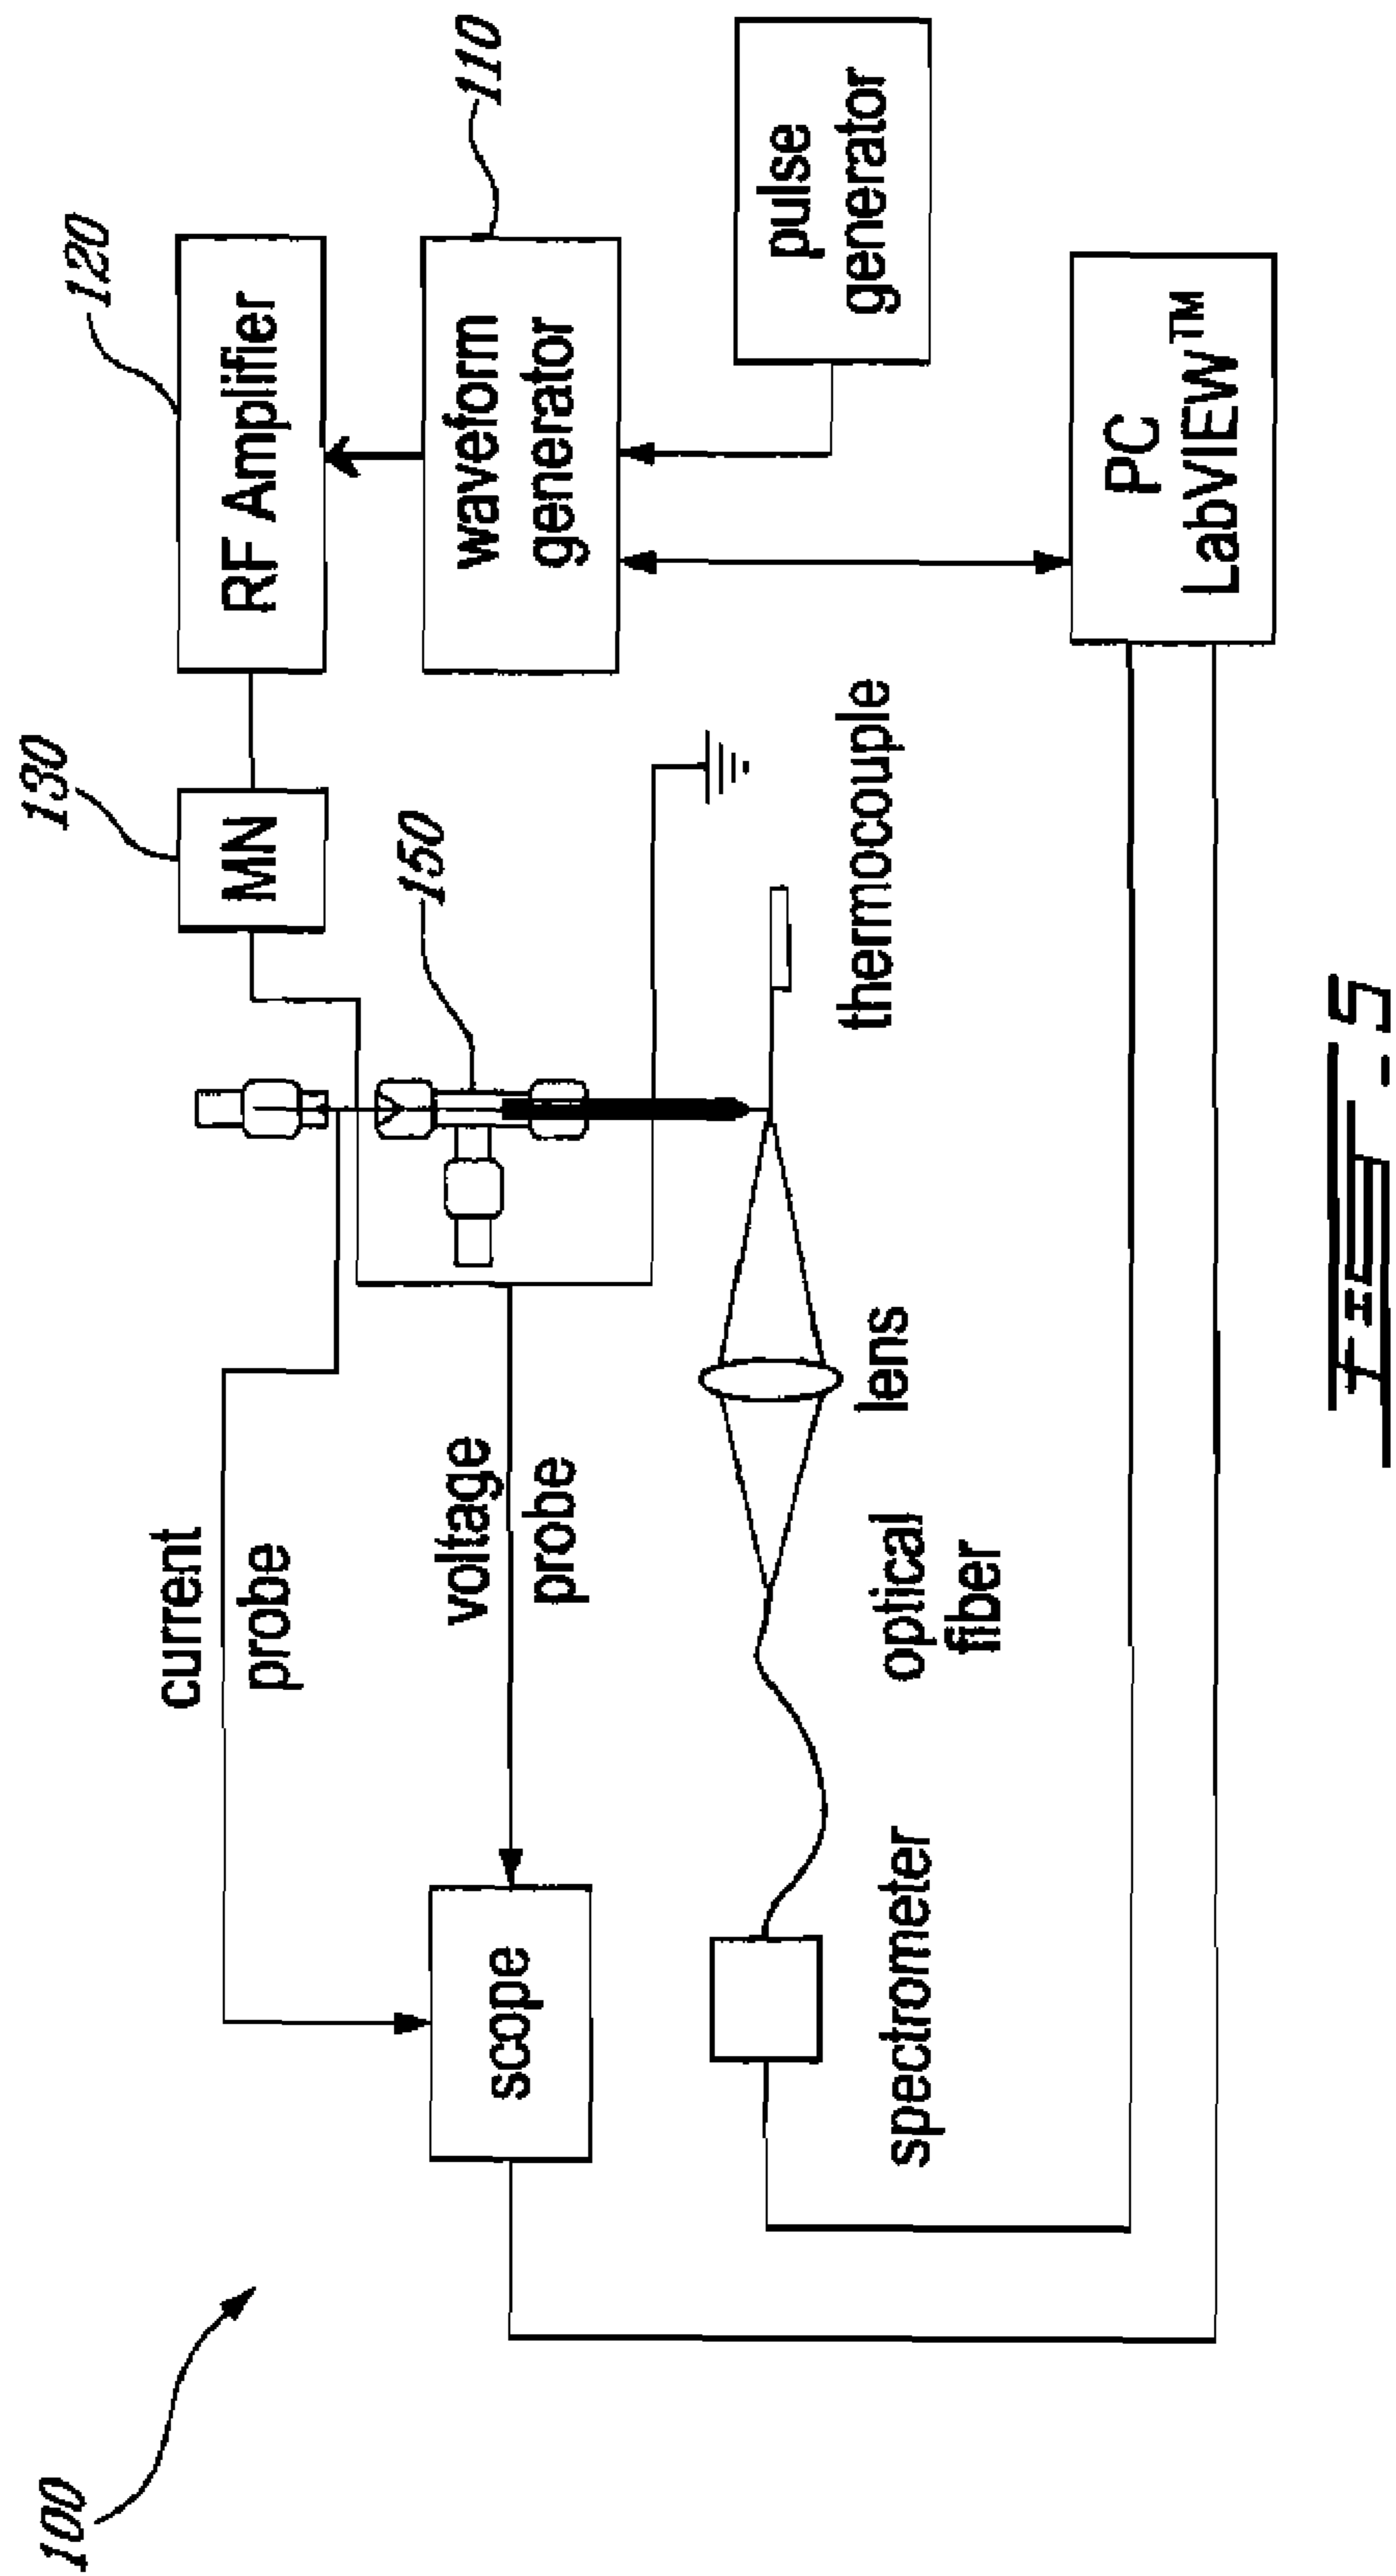 100
current
probe
130
120
MN
RF Amplifier
150
110
scope
voltage
probe
waveform
generator
spectrometer
optical
fiber
lens
thermocouple
pulse
generator
PC
LabVIEW™
FIG. 5